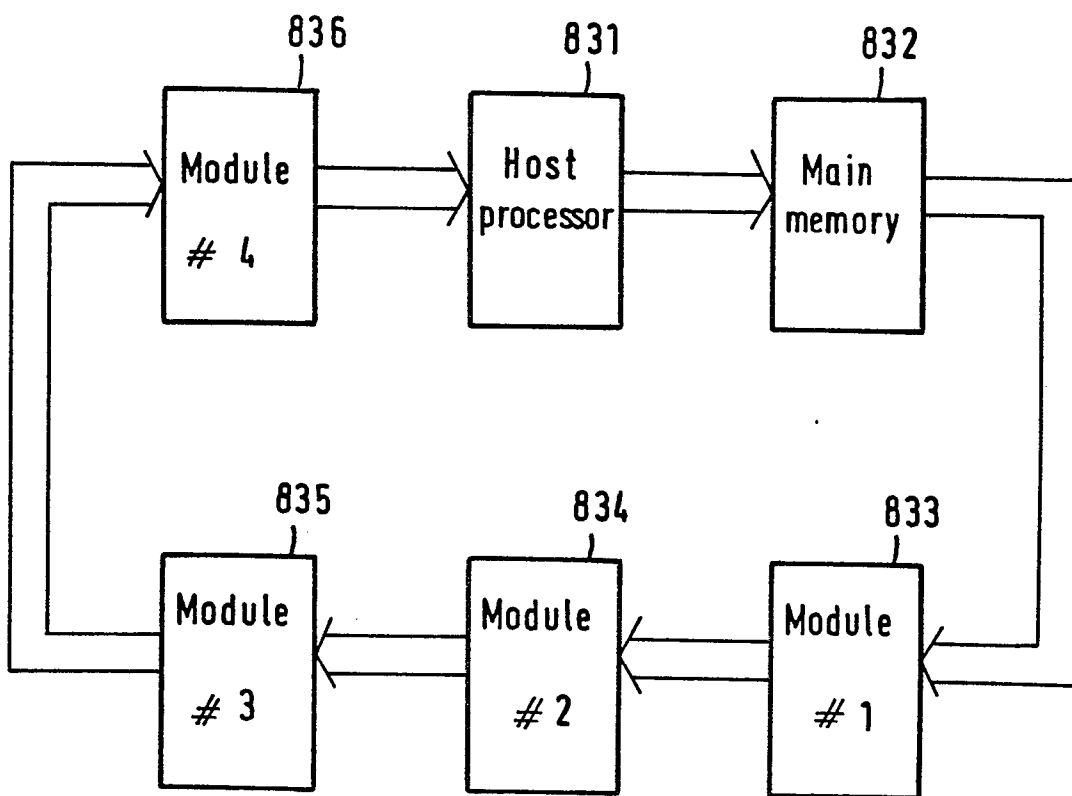 836
831
832
Module
# 4
Host
processor
Main
memory
835
834
833
Module
# 3
Module
# 2
Module
# 1